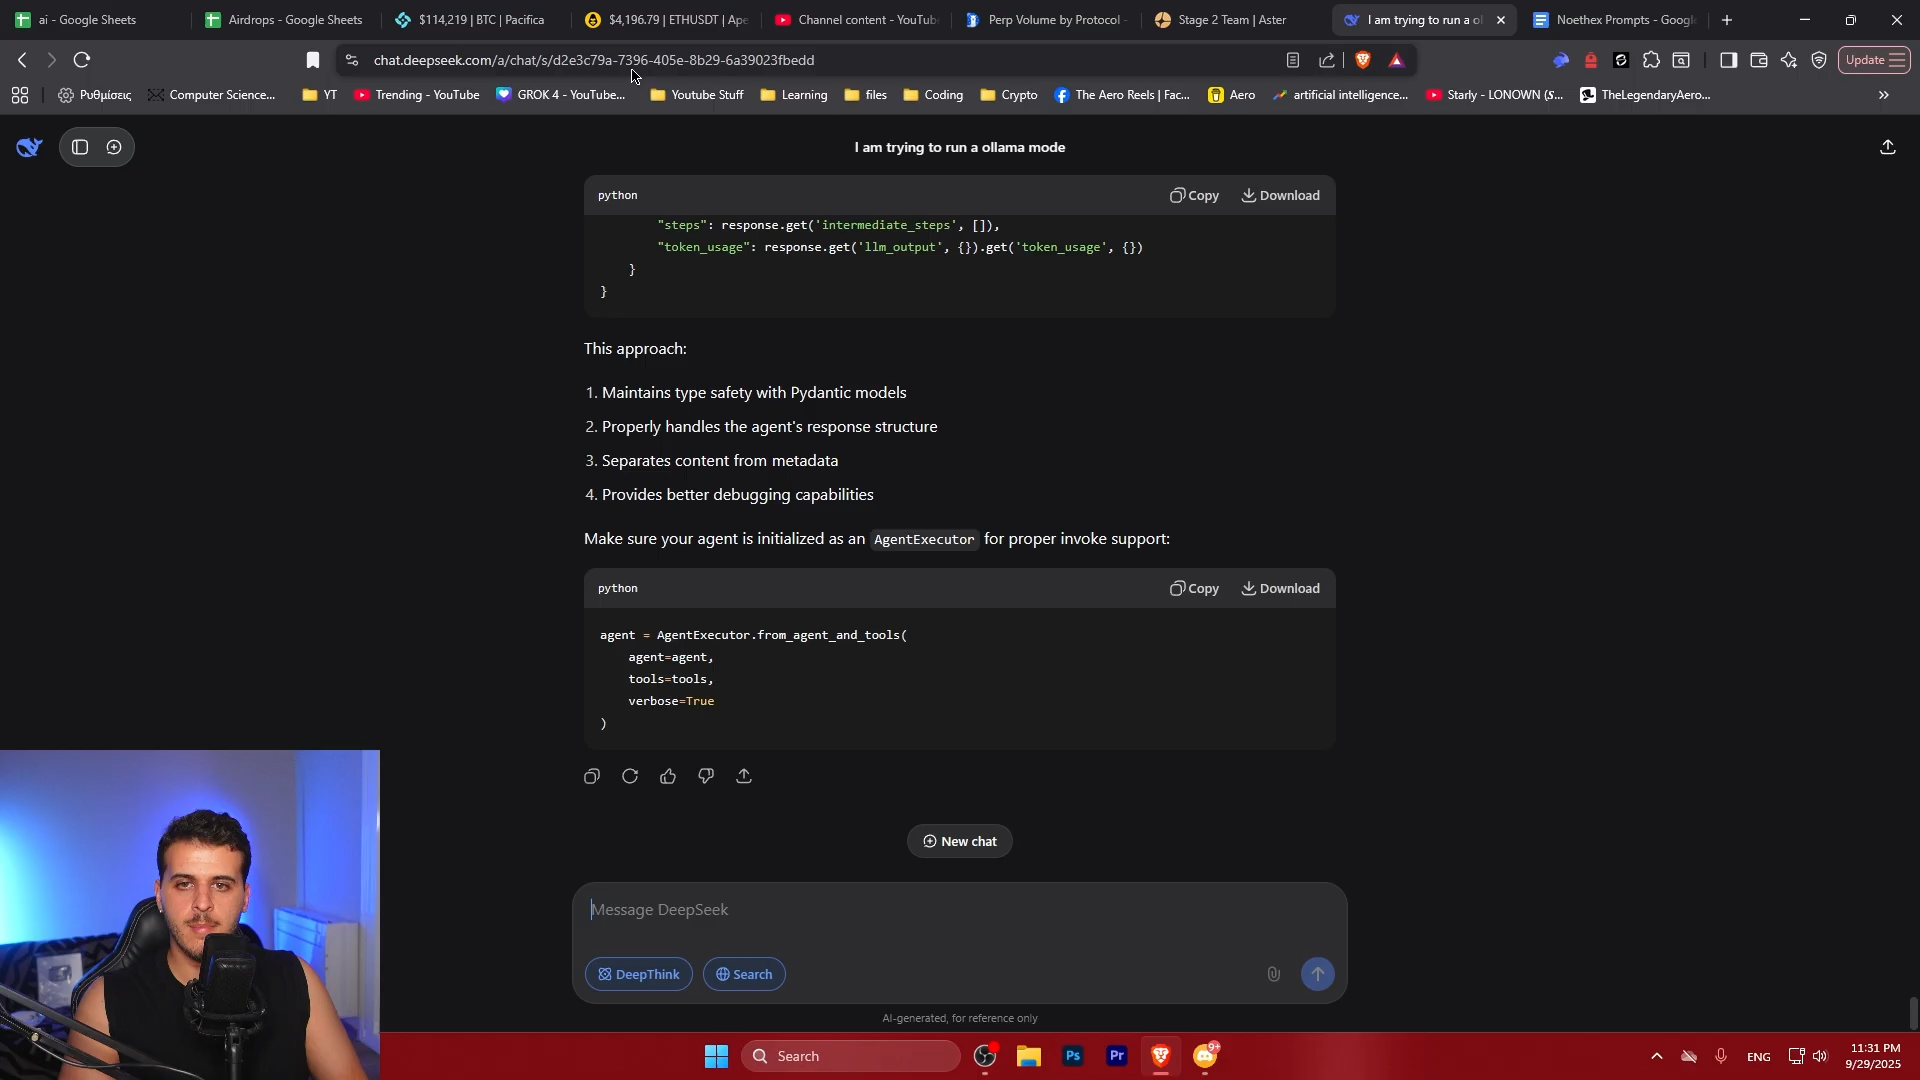 ai - Google Sheets
Airdrops - Google Sheets
$114,219 | BTC | Pacifica
$4,196.79 | ETHUSDT | Ape
Channel content - YouTube
Perp Volume by Protocol -
Stage 2 Team | Aster
I am trying to run a ol
Noethex Prompts - Google
chat.deepseek.com/a/chat/s/d2e3c79a-7396-405e-8b29-6a39023fbedd
Update
Ρυθμίσεις
Computer Science...
YT
Trending - YouTube
GROK 4 - YouTube...
Youtube Stuff
Learning
files
Coding
Crypto
The Aero Reels | Fac...
Aero
artificial intelligence...
Starly - LONOWN (S...
TheLegendaryAero...
I am trying to run a ollama mode
python
Copy
Download
"steps": response.get('intermediate_steps', []),
"token_usage": response.get('llm_output', {}).get('token_usage', {})
}
}
This approach:
1. Maintains type safety with Pydantic models
2. Properly handles the agent's response structure
3. Separates content from metadata
4. Provides better debugging capabilities
Make sure your agent is initialized as an AgentExecutor for proper invoke support:
python
Copy
Download
agent = AgentExecutor.from_agent_and_tools(
agent=agent,
tools=tools,
verbose=True
)
New chat
Message DeepSeek
DeepThink
Search
AI-generated, for reference only
Search
Ps
Pr
9+
ENG
11:31 PM
9/29/2025